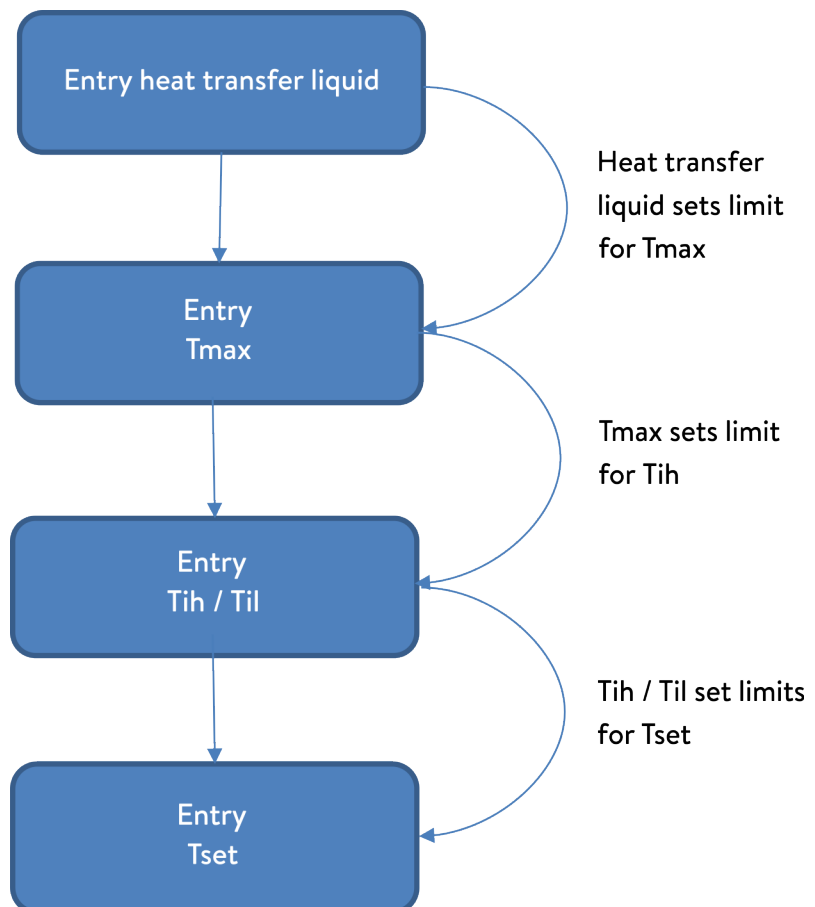 Entry heat transfer liquid
Heat transfer
liquid sets limit
for Tmax
Entry
Tmax
Tmax sets limit
for Tih
Entry
Tih / Til
Tih / Til set limits
for Tset
Entry
Tset